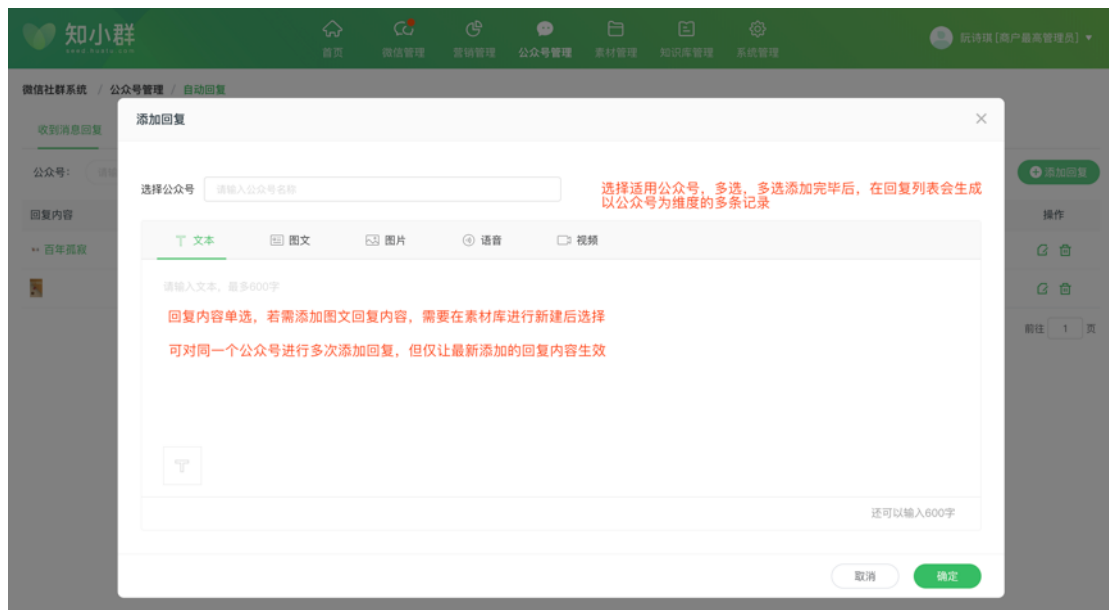 知小群
首页 微信管理 营销管理 公众号管理 素材管理 知识库管理 系统管理
阮诗琪 [商户最高管理员]
微信社群系统 / 公众号管理 / 自动回复
收到消息回复
添加回复
公众号：
添加回复
选择公众号 请输入公众号名称
选择适用公众号，多选，多选添加完毕后，在回复列表会生成
以公众号为维度的多条记录
回复内容
操作
文本 图文 图片 语音 视频
百年孤寂
请输入文本，最多600字
回复内容单选，若需添加图文回复内容，需要在素材库进行新建后选择
前往 1 页
可对同一个公众号进行多次添加回复，但仅让最新添加的回复内容生效
还可以输入600字
取消 确定